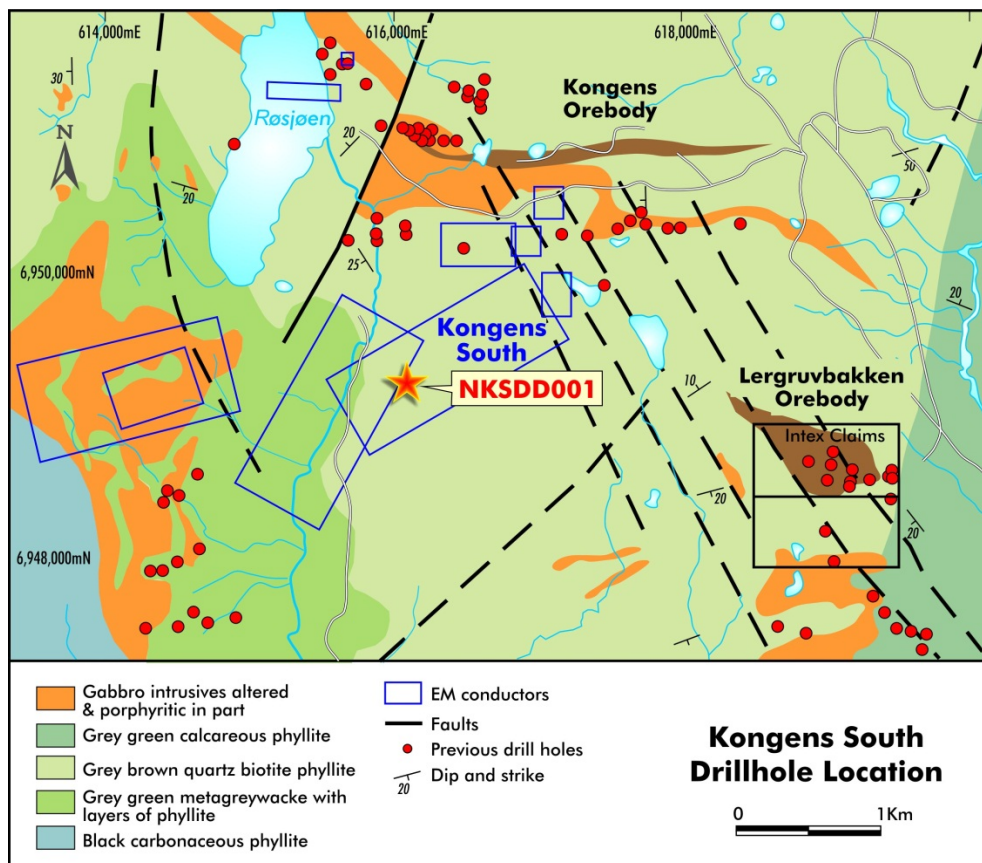 614,000mE
616,000mE
618,000mE
30
N
Røsjøen
20
20
Kongens
Orebody
50
25
6,950,000mN
20
Kongens
South
NKSDD001
10
Lergruvbakken
Orebody
Intex Claims
20
20
6,948,000mN
Gabbro intrusives altered
& porphyritic in part
Grey green calcareous phyllite
Grey brown quartz biotite phyllite
Grey green metagreywacke with
layers of phyllite
Black carbonaceous phyllite
EM conductors
Faults
Previous drill holes
Dip and strike
20
Kongens South
Drillhole Location
0
1Km